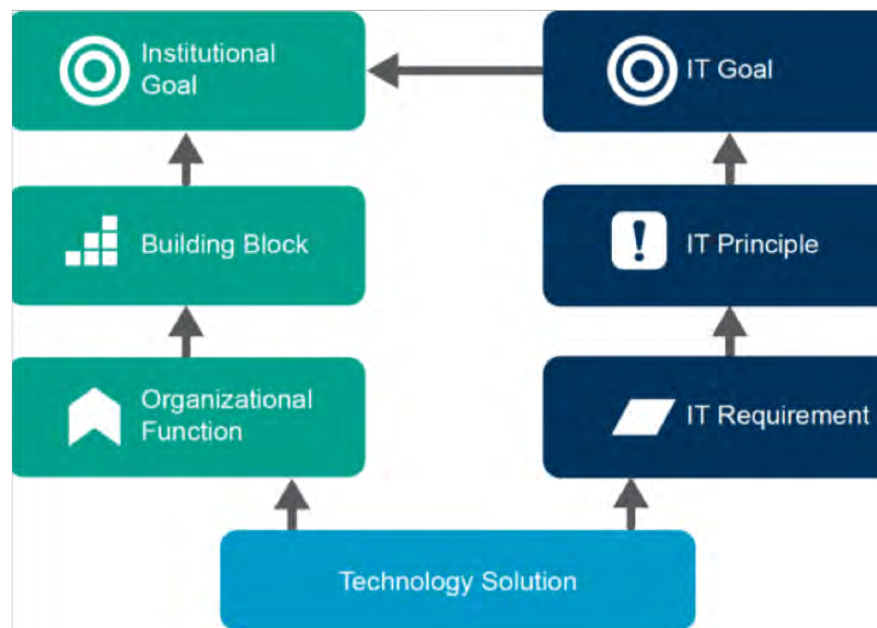 Institutional
Goal
IT Goal
Building Block
IT Principle
Organizational
Function
IT Requirement
Technology Solution